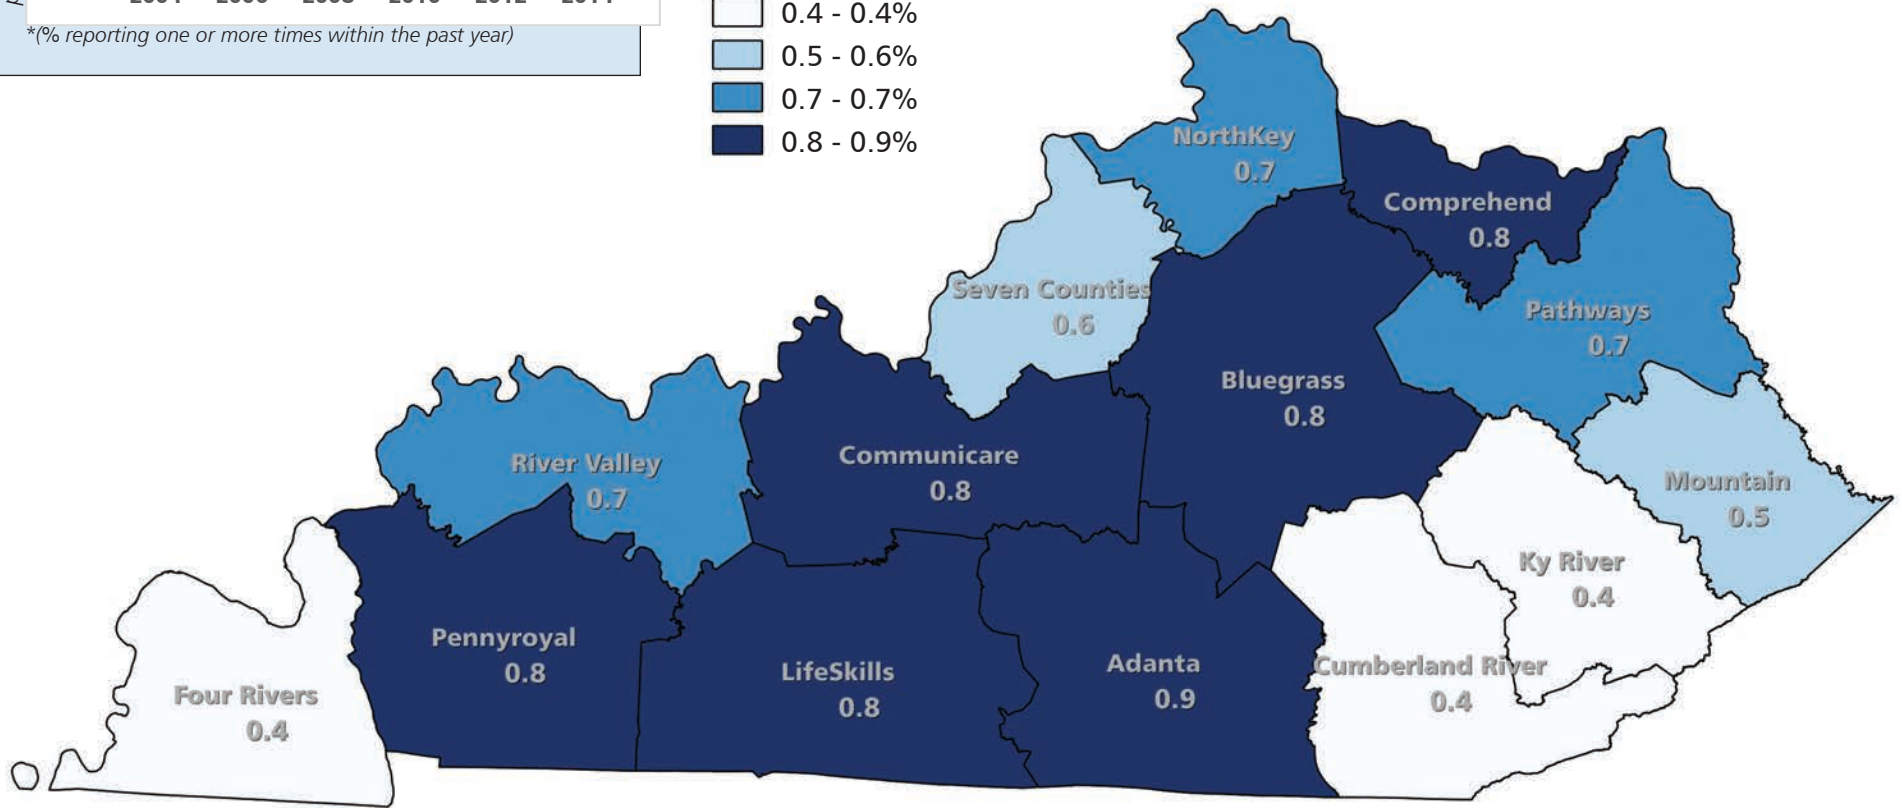 *(% reporting one or more times within the past year)
0.4 - 0.4%
0.5 - 0.6%
0.7 - 0.7%
0.8 - 0.9%
NorthKey
0.7
Comprehend
0.8
Seven Counties
0.6
Pathways
0.7
Bluegrass
0.8
Communicare
0.8
River Valley
0.7
Mountain
0.5
Ky River
0.4
Pennyroyal
0.8
LifeSkills
0.8
Adanta
0.9
Cumberland River
0.4
Four Rivers
0.4